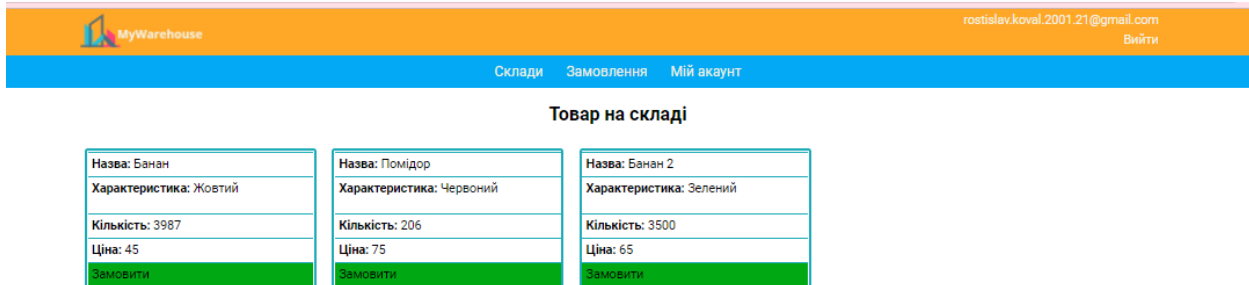 MyWarehouse
rostislav.koval.2001.21@gmail.com
Вийти
Склади Замовлення Мій акаунт
Товар на складі
Назва: Банан
Характеристика: Жовтий
Кількість: 3987
Ціна: 45
Замовити
Назва: Помідор
Характеристика: Червоний
Кількість: 206
Ціна: 75
Замовити
Назва: Банан 2
Характеристика: Зелений
Кількість: 3500
Ціна: 65
Замовити